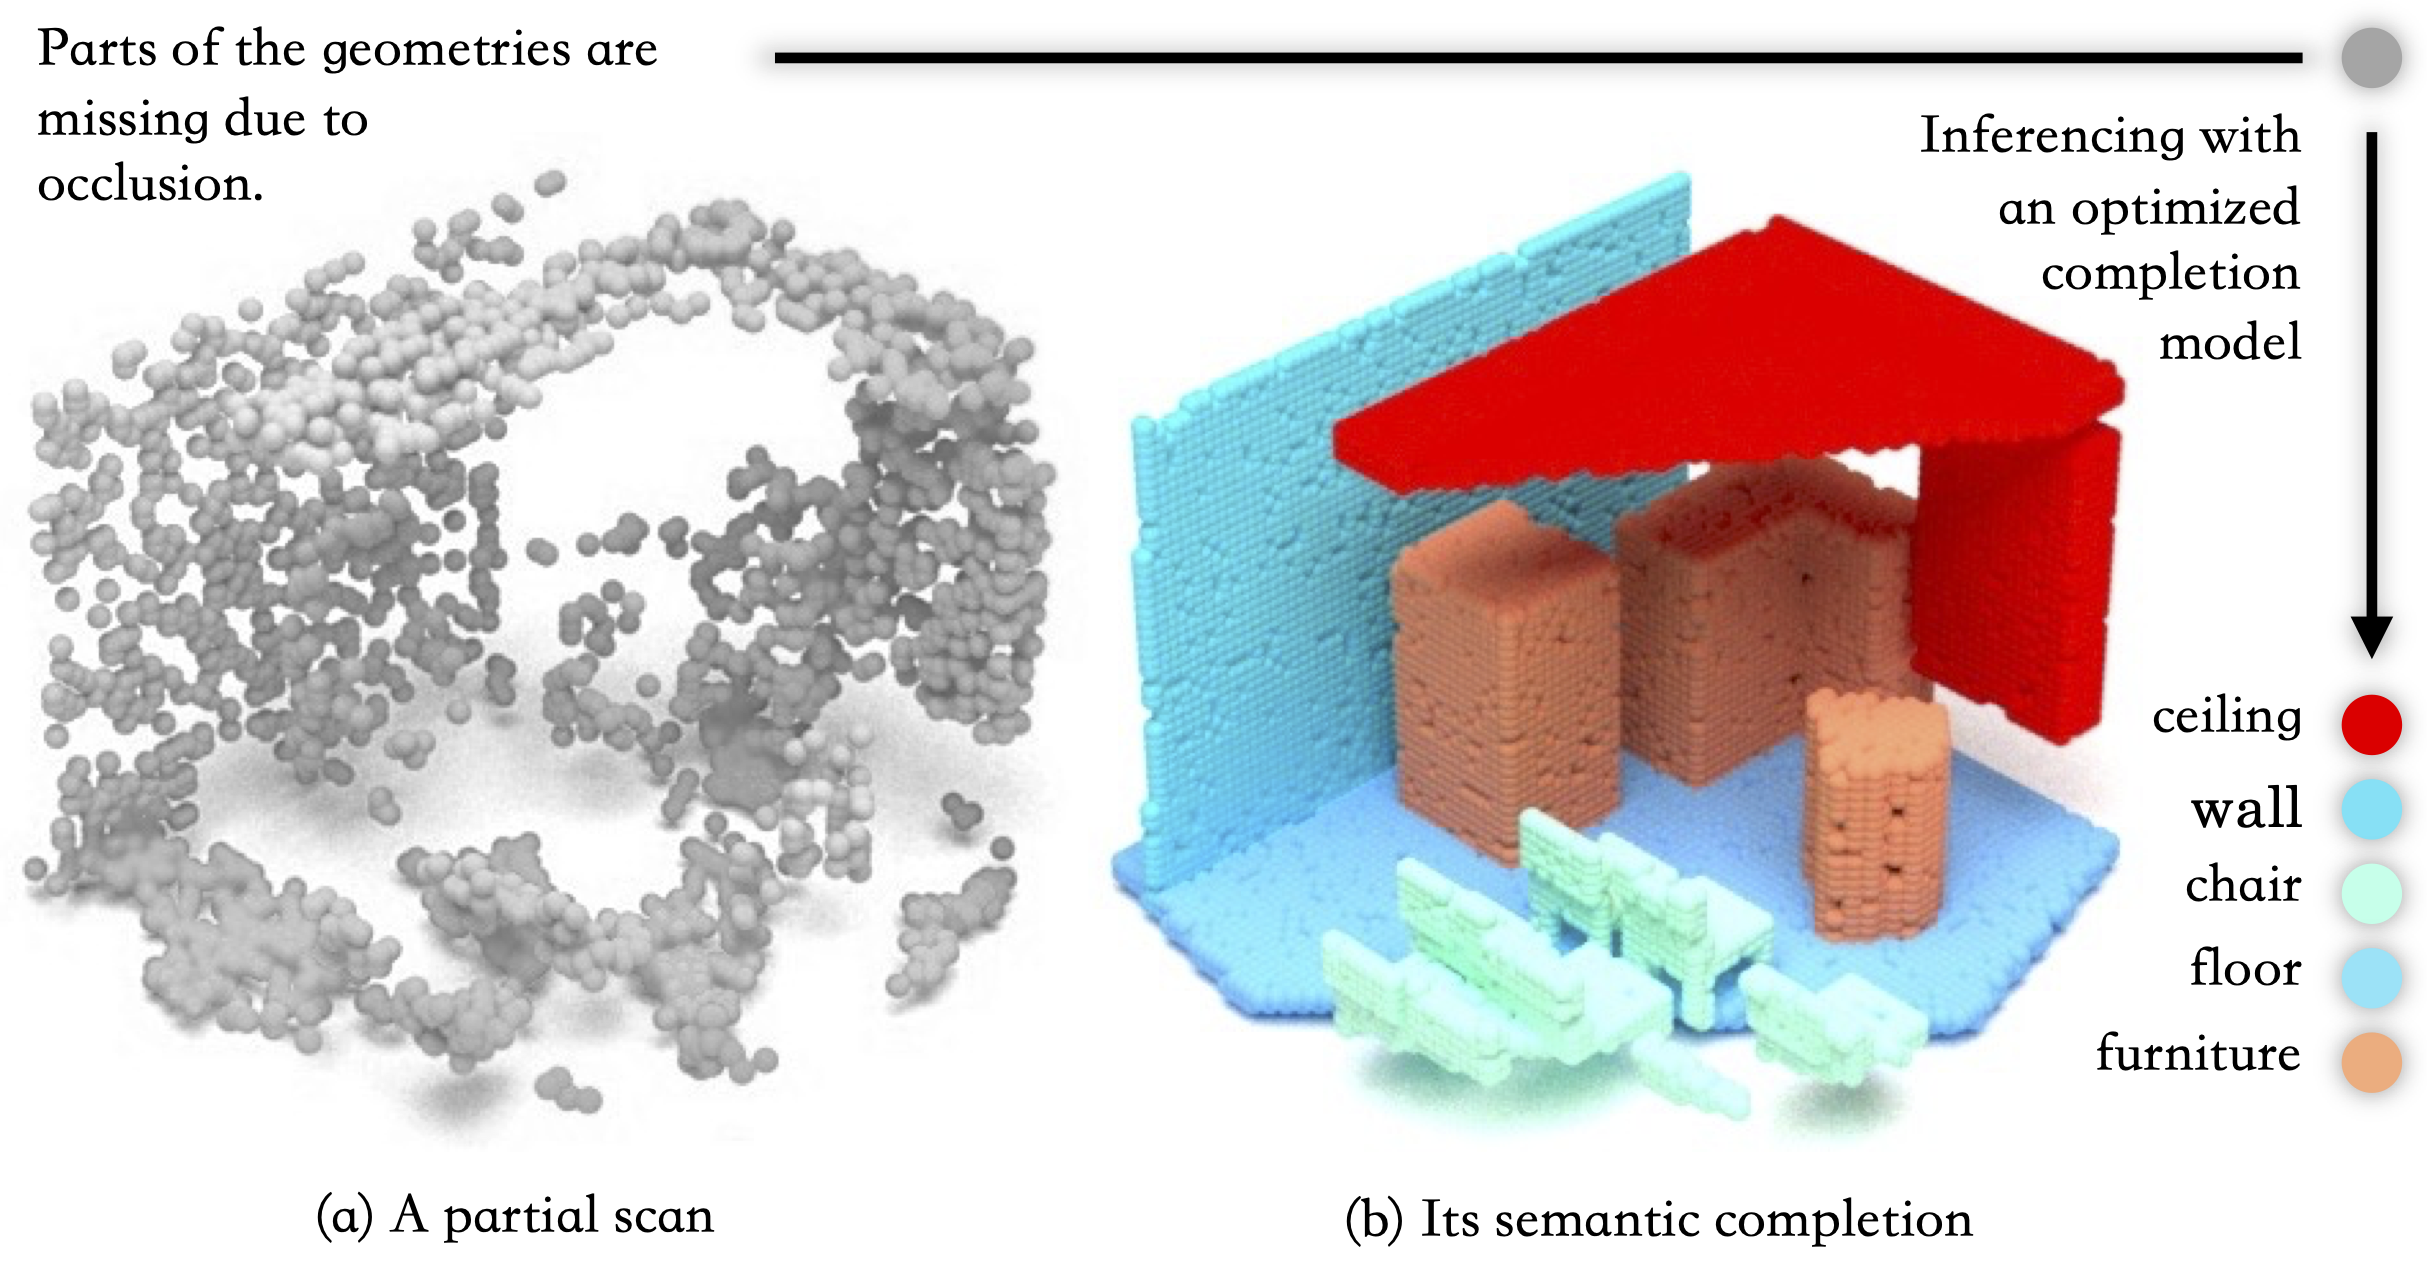 Parts of the geometries are
missing due to
occlusion.
Inferencing with
an optimized
completion
model
ceiling
wall
chair
floor
furniture
(a) A partial scan
(b) Its semantic completion